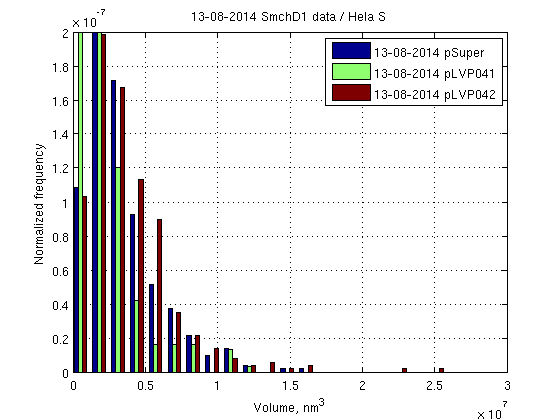 13-08-2014 SmchD1 data / Hela S
x 10^-7
2
1.8
1.6
1.4
1.2
1
0.8
0.6
0.4
0.2
0
Normalized frequency
13-08-2014 pSuper
13-08-2014 pLVP041
13-08-2014 pLVP042
0 0.5 1 1.5 2 2.5 3
x 10^7
Volume, nm^3